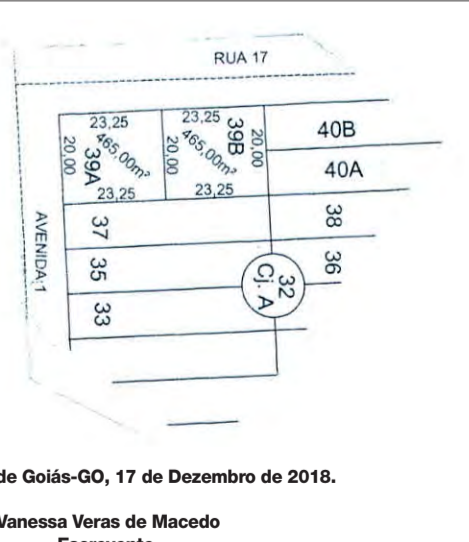 RUA 17
23,25
465,00m²
20,00
39A
23,25
23,25
39B
20,00
465,00m²
20,00
23,25
40B
40A
AVENIDA:1
37
38
35
36
33
32
Cj. A
de Goiás-GO, 17 de Dezembro de 2018.
Vanessa Veras de Macedo